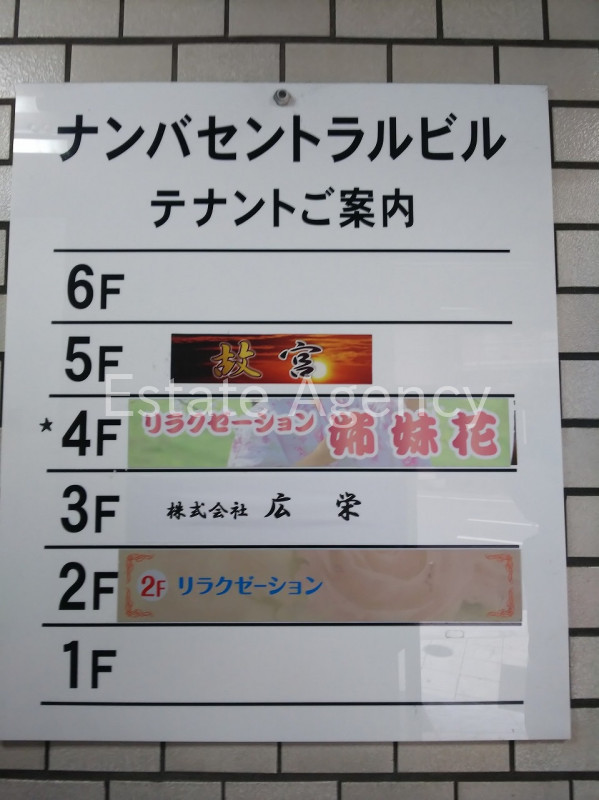 ナンバセントラルビル
テナントご案内
6F
5F 故宮
Estate Agency
★4F リラクゼーション 姉妹花
3F 株式会社 広栄
2F 2F リラクゼーション
1F